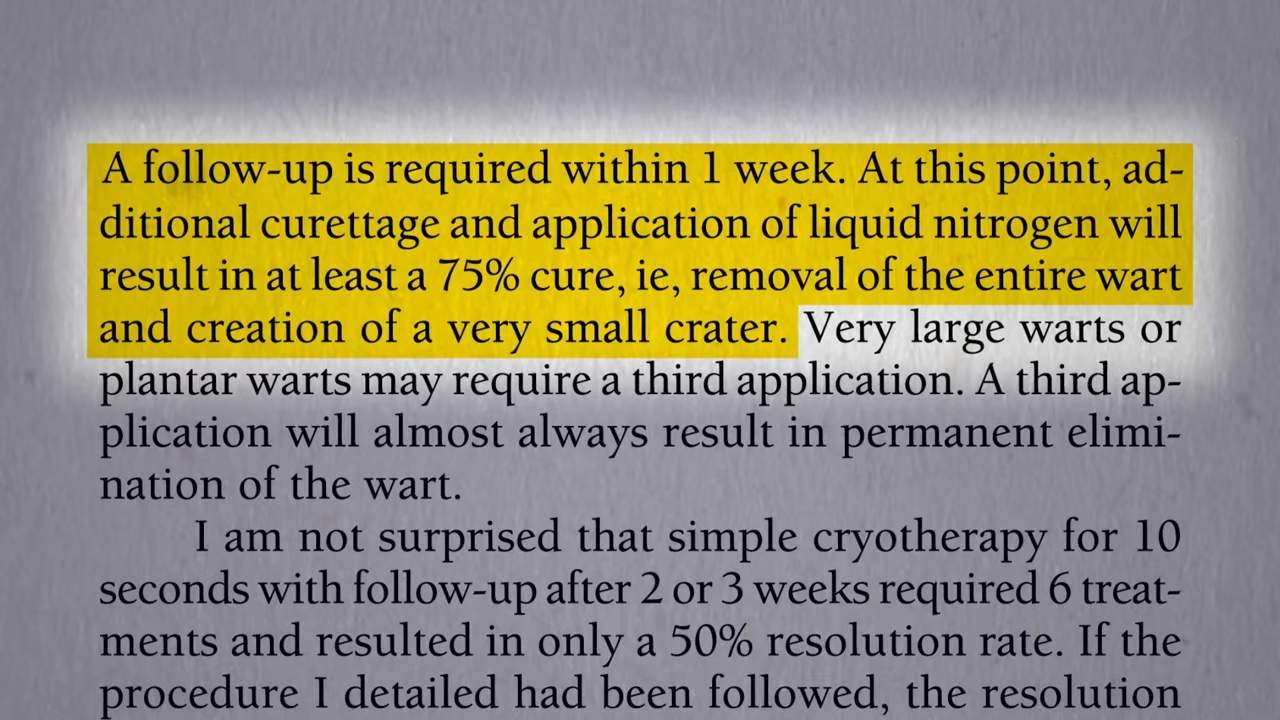 A follow-up is required within 1 week. At this point, ad-
ditional curettage and application of liquid nitrogen will
result in at least a 75% cure, ie, removal of the entire wart
and creation of a very small crater. Very large warts or
plantar warts may require a third application. A third ap-
plication will almost always result in permanent elimi-
nation of the wart.
I am not surprised that simple cryotherapy for 10
seconds with follow-up after 2 or 3 weeks required 6 treat-
ments and resulted in only a 50% resolution rate. If the
procedure I detailed had been followed, the resolution